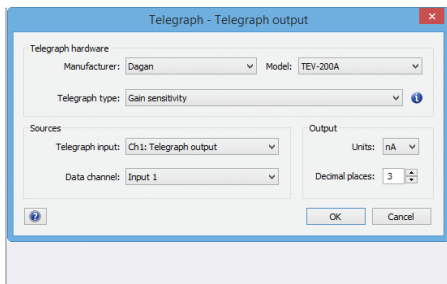 Telegraph - Telegraph output
Telegraph hardware
Manufacturer: Dagan Model: TEV-200A
Telegraph type: Gain sensitivity
Sources Output
Telegraph input: Ch1: Telegraph output Units: nA
Data channel: Input 1 Decimal places: 3
OK Cancel